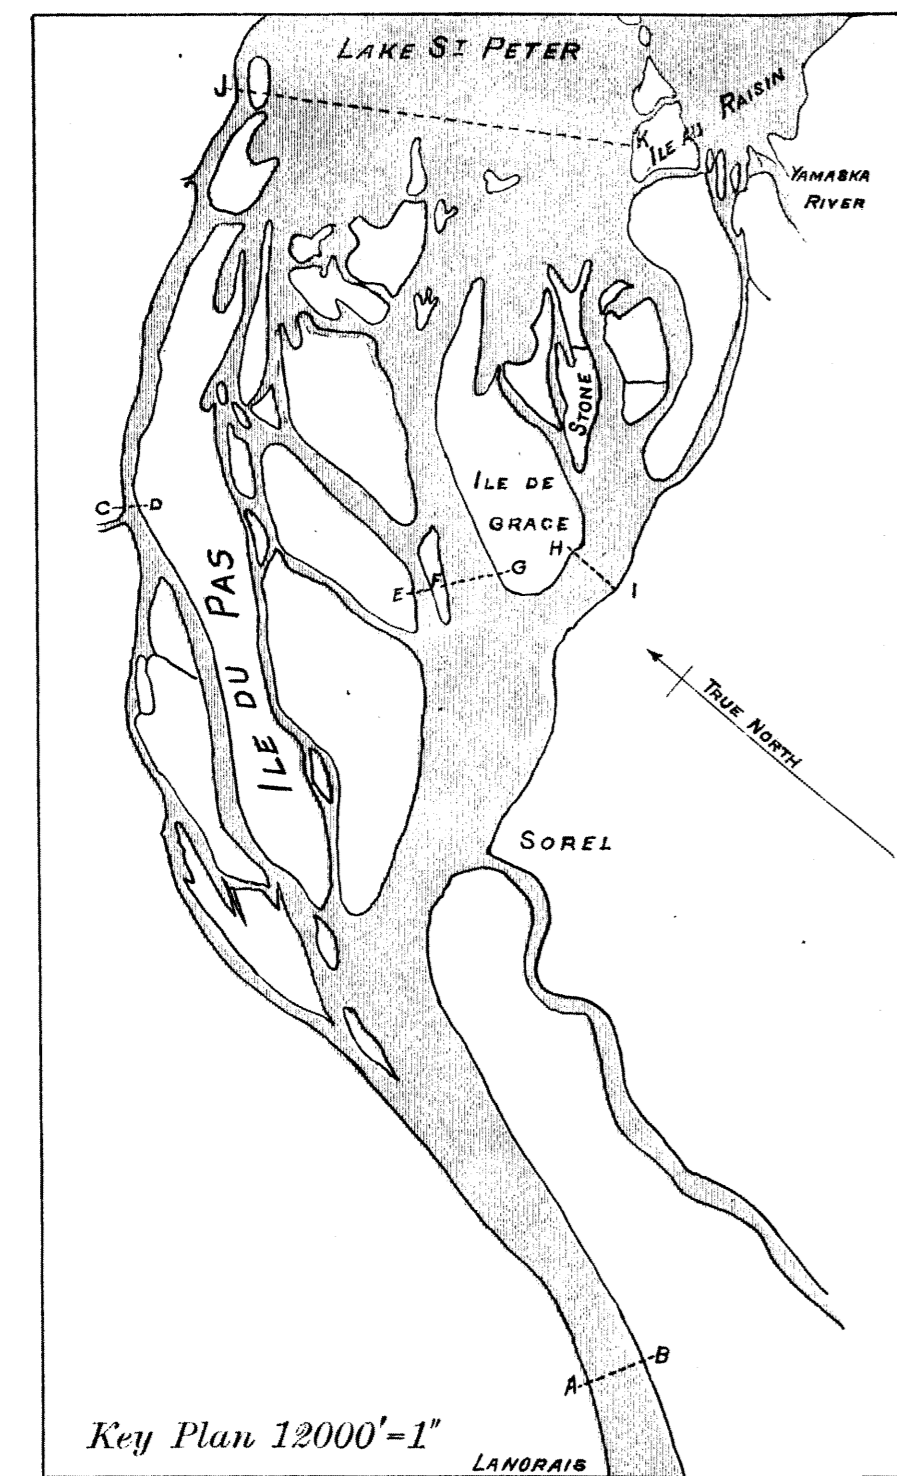 LAKE ST PETER
J
K
ILE AU
RAISIN
YAMASKA
RIVER
STONE
ILE DE
GRACE
C
D
H
G
F
E
I
ILE DU PAS
TRUE NORTH
SOREL
B
A
Key Plan 12000'=1"
LANORAIS